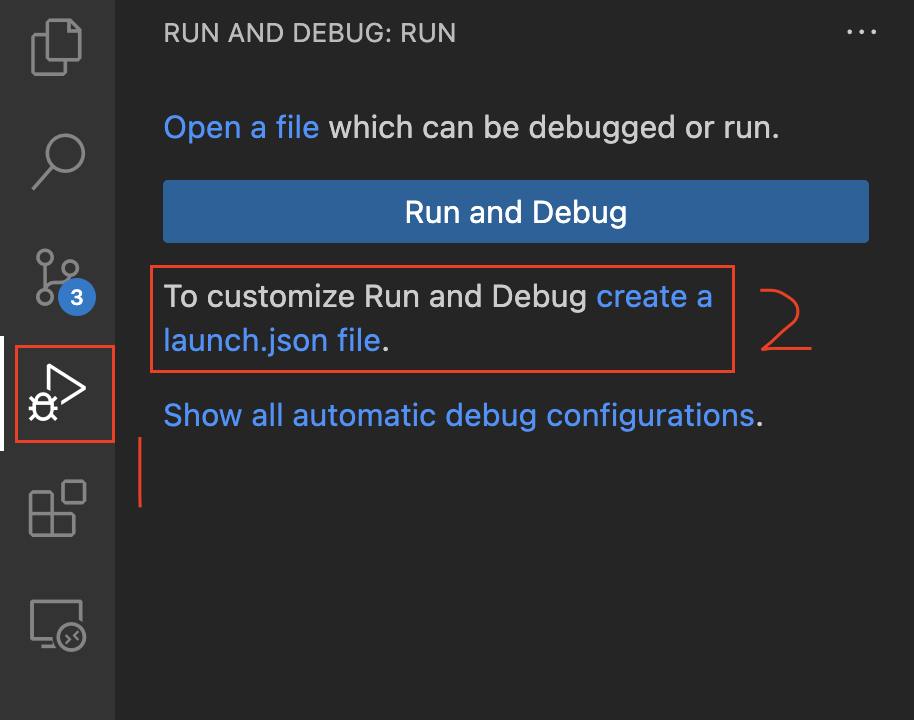 RUN AND DEBUG: RUN
Open a file which can be debugged or run.
Run and Debug
To customize Run and Debug create a
launch.json file.
2
3
1
Show all automatic debug configurations.